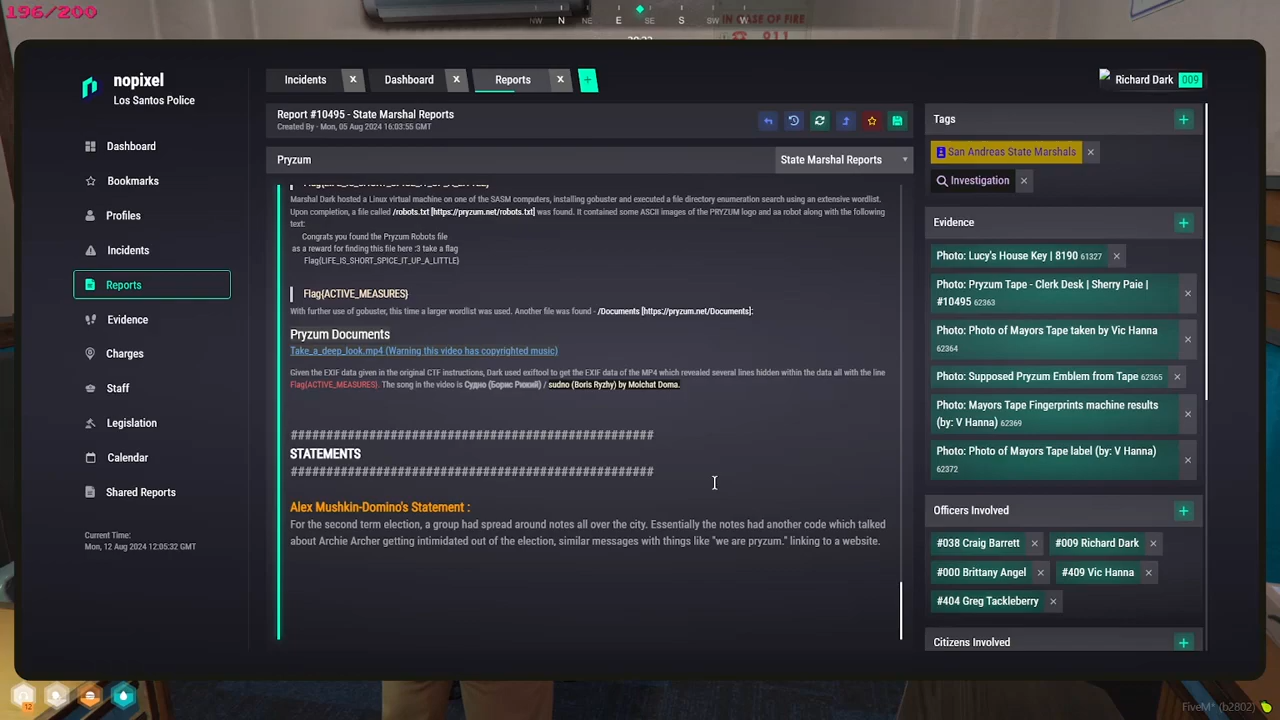 196/200
NW N NE E SE S SW W
IN CASE OF FIRE
911
nopixel
Los Santos Police
Incidents x Dashboard x Reports x +
Richard Dark 009
Dashboard
Bookmarks
Profiles
Incidents
Reports
Evidence
Charges
Staff
Legislation
Calendar
Shared Reports
Current Time:
Mon, 12 Aug 2024 12:05:32 GMT
Report #10495 - State Marshal Reports
Created By - Mon, 05 Aug 2024 16:03:55 GMT
Pryzum
State Marshal Reports
Flag{LIFE_IS_SHORT_SPICE_IT_UP_A_LITTLE}
Marshal Dark hosted a Linux virtual machine on one of the SASM computers, installing gobuster and executed a file directory enumeration search using an extensive wordlist.
Upon completion, a file called /robots.txt [https://pryzum.net/robots.txt] was found. It contained some ASCII images of the PRYZUM logo and aa robot along with the following
text:
Congrats you found the Pryzum Robots file
as a reward for finding this file here :3 take a flag
Flag{LIFE_IS_SHORT_SPICE_IT_UP_A_LITTLE}
Flag{ACTIVE_MEASURES}
With further use of gobuster, this time a larger wordlist was used. Another file was found - /Documents [https://pryzum.net/Documents]:
Pryzum Documents
Take_a_deep_look.mp4 (Warning this video has copyrighted music)
Given the EXIF data given in the original CTF instructions, Dark used exiftool to get the EXIF data of the MP4 which revealed several lines hidden within the data all with the line
Flag{ACTIVE_MEASURES}. The song in the video is Судно (Борис Рижий) / sudno (Boris Ryzhy) by Molchat Doma.
##################################################
STATEMENTS
##################################################
Alex Mushkin-Domino's Statement :
For the second term election, a group had spread around notes all over the city. Essentially the notes had another code which talked
about Archie Archer getting intimidated out of the election, similar messages with things like "we are pryzum." linking to a website.
Tags +
San Andreas State Marshals x
Investigation x
Evidence +
Photo: Lucy's House Key | 8190 61327 x
Photo: Pryzum Tape - Clerk Desk | Sherry Paie |
#10495 62363 x
Photo: Photo of Mayors Tape taken by Vic Hanna
62364 x
Photo: Supposed Pryzum Emblem from Tape 62365 x
Photo: Mayors Tape Fingerprints machine results
(by: V Hanna) 62369 x
Photo: Photo of Mayors Tape label (by: V Hanna)
62372 x
Officers Involved +
#038 Craig Barrett x #009 Richard Dark x
#000 Brittany Angel x #409 Vic Hanna x
#404 Greg Tackleberry x
Citizens Involved +
12
FiveM* (b2802)